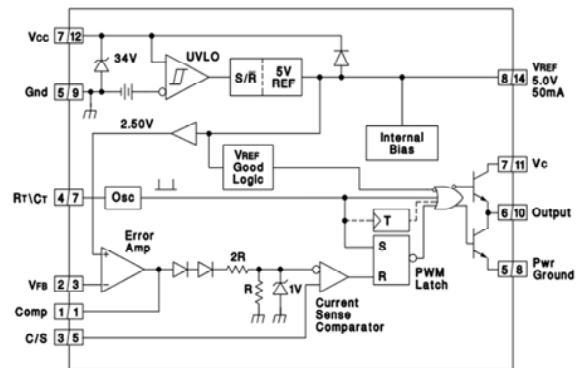 Vcc 7 12
34V
UVLO
S/R̅
5V REF
VREF
8 14 5.0V
50mA
Gnd 5 9
2.50V
VREF
Good
Logic
Internal
Bias
7 11 Vc
RT\CT 4 7
Osc
T
6 10 Output
Error
Amp
2R
S
PWM
Latch
5 8 Pwr
Ground
VFB 2 3
R
1V
R
Comp 1 1
Current
Sense
Comparator
C/S 3 5
+
−